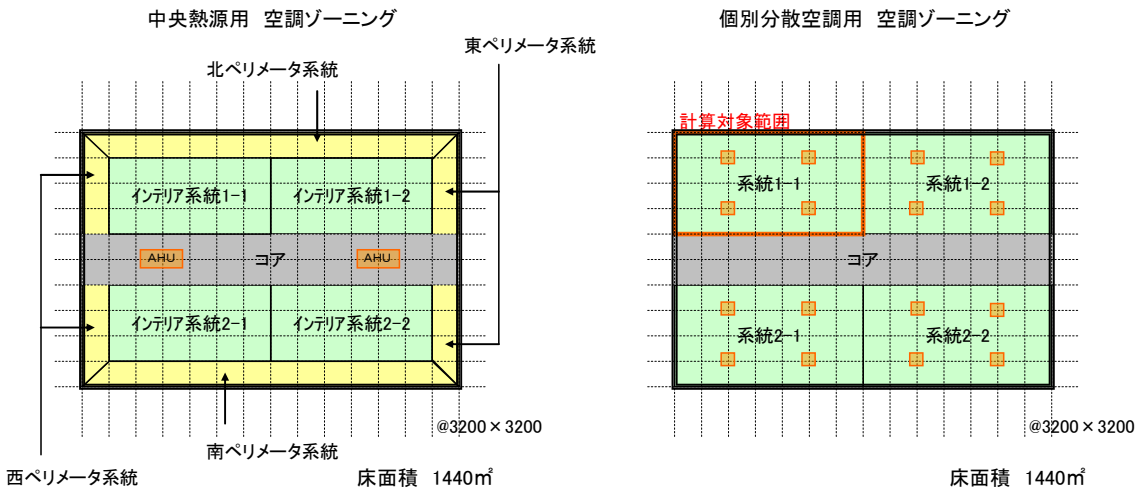 中央熱源用 空調ゾーニング
東ペリメータ系統
北ペリメータ系統
インテリア系統1-1
インテリア系統1-2
AHU
コア
AHU
インテリア系統2-1
インテリア系統2-2
@3200×3200
南ペリメータ系統
西ペリメータ系統
床面積 1440㎡
個別分散空調用 空調ゾーニング
計算対象範囲
系統1-1
系統1-2
コア
系統2-1
系統2-2
@3200×3200
床面積 1440㎡